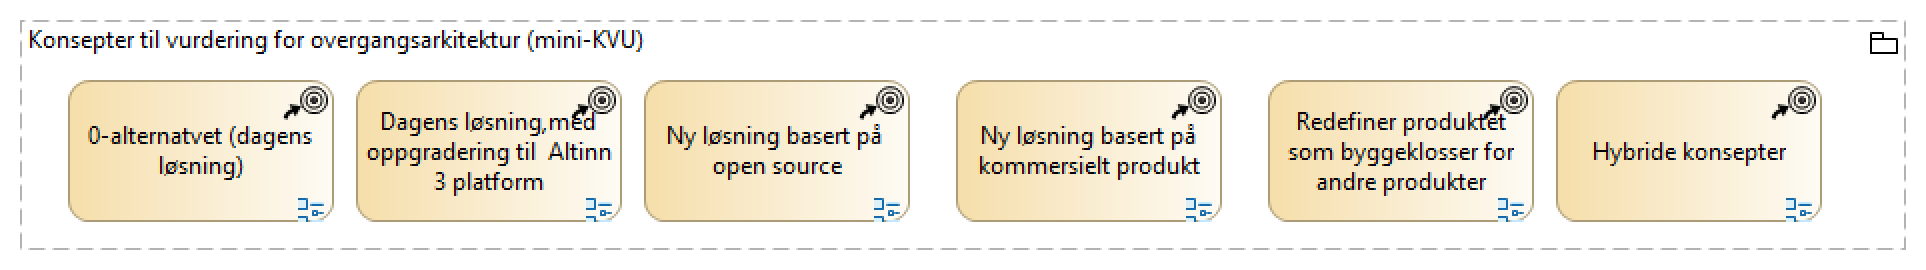 Konsepter til vurdering for overgangsarkitektur (mini-KVU)
0-alternatvet (dagens
løsning)
Dagens løsning,med
oppgradering til  Altinn
3 platform
Ny løsning basert på
open source
Ny løsning basert på
kommersielt produkt
Redefiner produktet
som byggeklosser for
andre produkter
Hybride konsepter